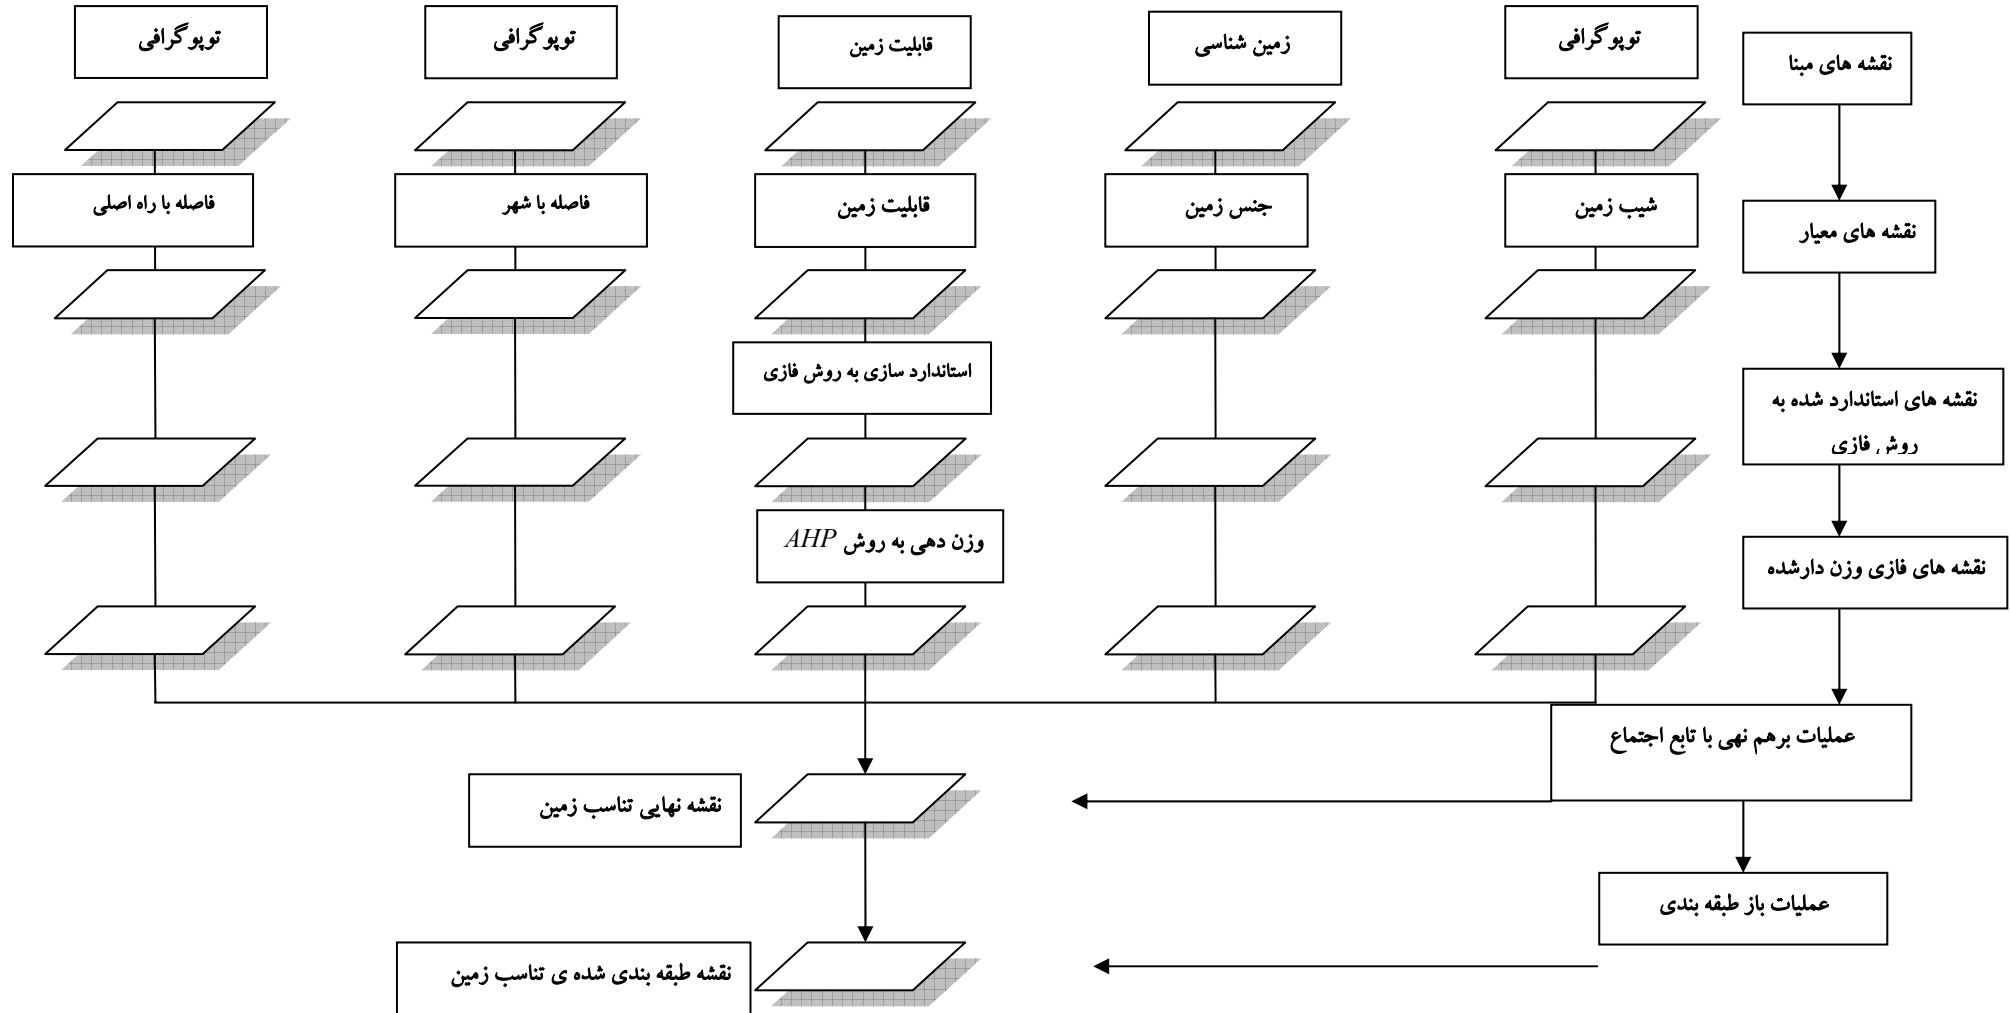 نقشه های مبنا
توپوگرافی
زمین شناسی
قابلیت زمین
توپوگرافی
توپوگرافی
نقشه های معیار
شیب زمین
جنس زمین
قابلیت زمین
فاصله با شهر
فاصله با راه اصلی
نقشه های استاندارد شده به
روش فازی
استاندارد سازی به روش فازی
نقشه های فازی وزن دارشده
وزن دهی به روش AHP
عملیات برهم نهی با تابع اجتماع
نقشه نهایی تناسب زمین
عملیات باز طبقه بندی
نقشه طبقه بندی شده ی تناسب زمین